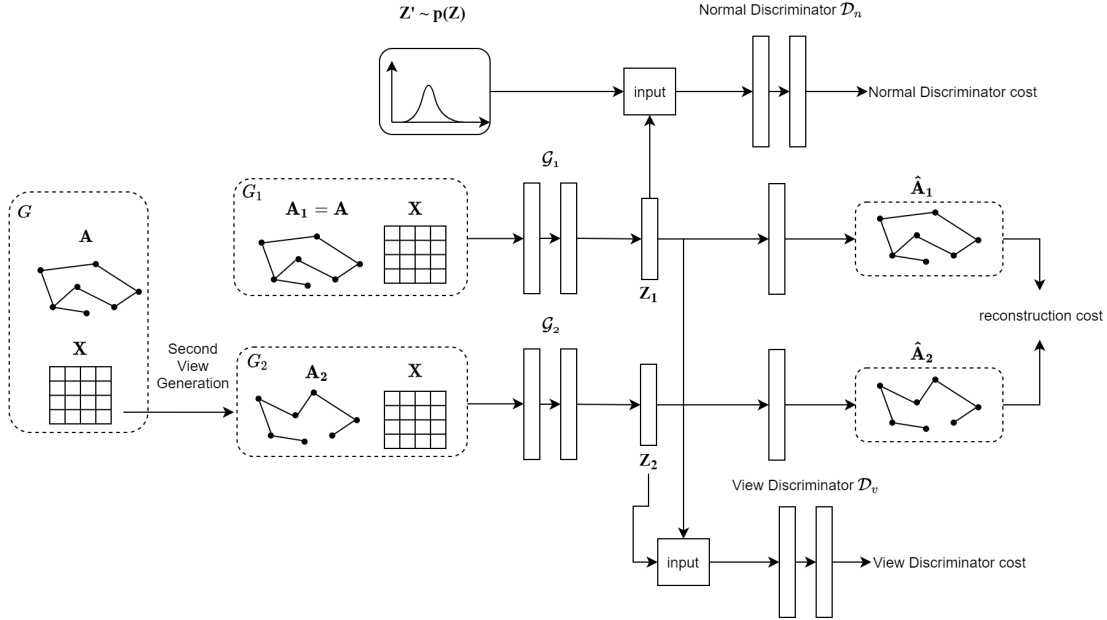 Z' ~ p(Z)
Normal Discriminator 𝒟ₙ
input
Normal Discriminator cost
G
A
X
Second
View
Generation
G₁
A₁ = A
X
𝒢₁
Z₁
Â₁
G₂
A₂
X
𝒢₂
Z₂
Â₂
reconstruction cost
View Discriminator 𝒟ᵥ
input
View Discriminator cost